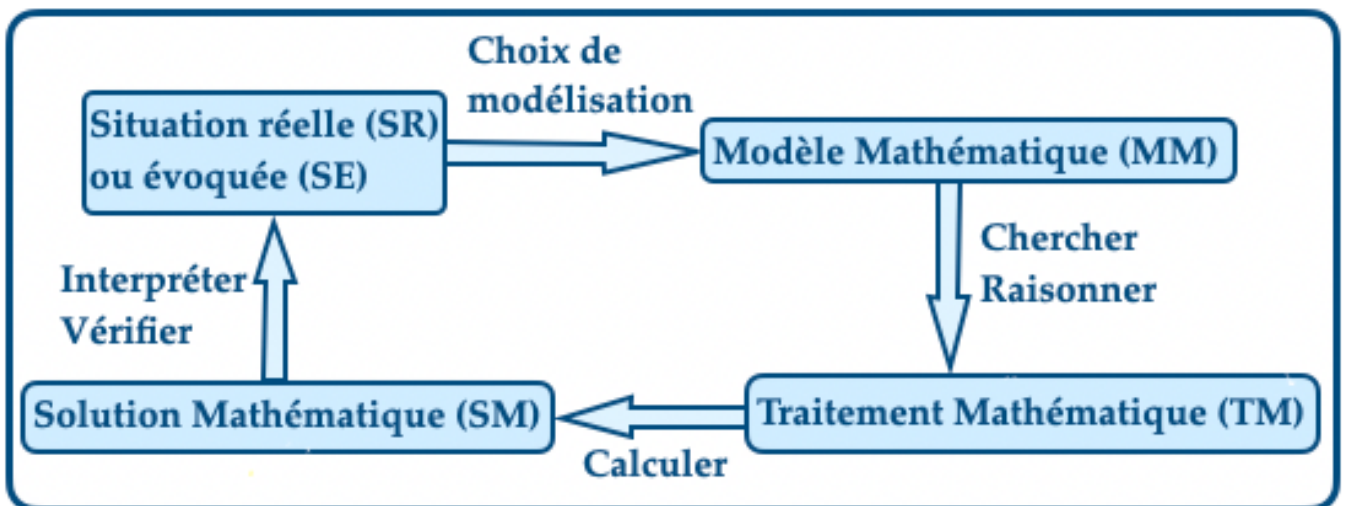 Choix de
modélisation
Situation réelle (SR)
ou évoquée (SE)
Modèle Mathématique (MM)
Chercher
Raisonner
Interpréter
Vérifier
Solution Mathématique (SM)
Traitement Mathématique (TM)
Calculer